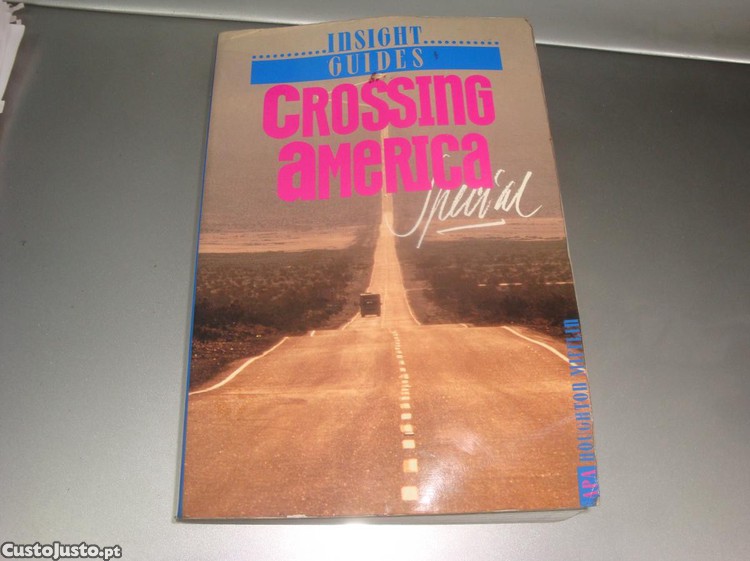 INSIGHT
GUIDES
CROSSING
AMERICA
Special
APA HOUGHTON MIFFLIN
CustoJusto.pt